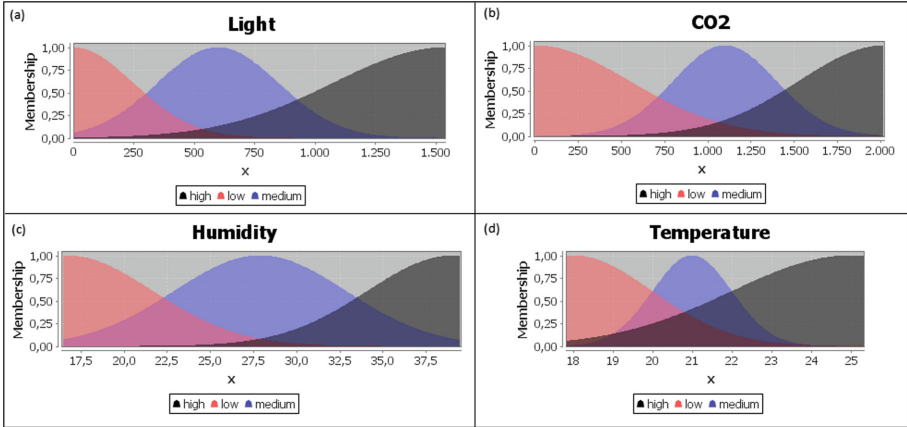 (a)
Light
Membership
1,00
0,75
0,50
0,25
0,00
0 250 500 750 1.000 1.250 1.500
x
high low medium
(b)
CO2
Membership
1,00
0,75
0,50
0,25
0,00
0 250 500 750 1.000 1.250 1.500 1.750 2.000
x
high low medium
(c)
Humidity
Membership
1,00
0,75
0,50
0,25
0,00
17,5 20,0 22,5 25,0 27,5 30,0 32,5 35,0 37,5
x
high low medium
(d)
Temperature
Membership
1,00
0,75
0,50
0,25
0,00
18 19 20 21 22 23 24 25
x
high low medium